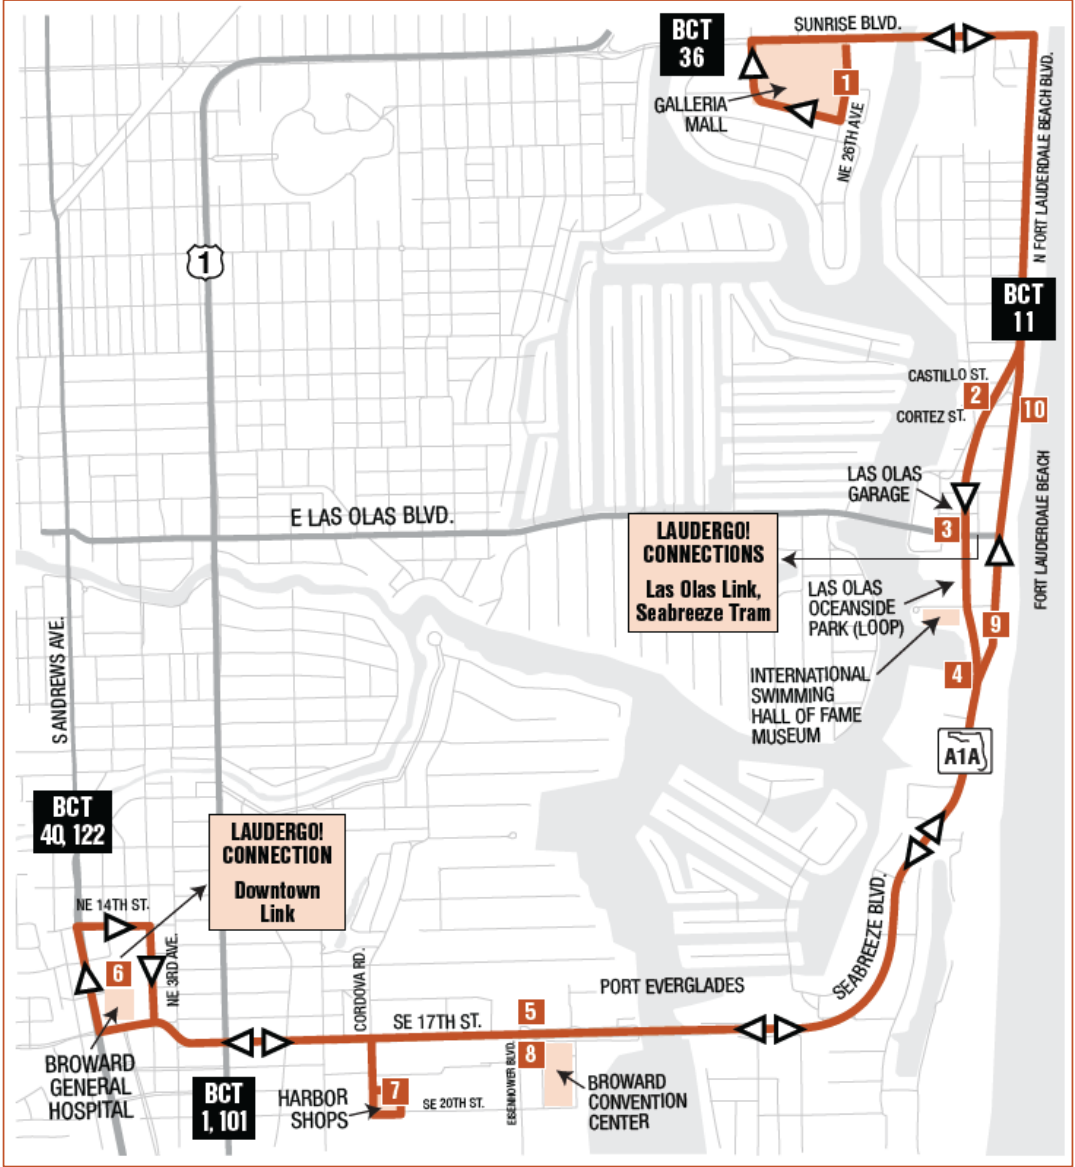 BCT
36
SUNRISE BLVD.
1
GALLERIA
MALL
NE 26TH AVE
N FORT LAUDERDALE BEACH BLVD.
1
BCT
11
CASTILLO ST.
2
CORTEZ ST.
10
LAS OLAS
GARAGE
E LAS OLAS BLVD.
3
LAUDERGO!
CONNECTIONS
Las Olas Link,
Seabreeze Tram
FORT LAUDERDALE BEACH
LAS OLAS
OCEANSIDE
PARK (LOOP)
9
4
INTERNATIONAL
SWIMMING
HALL OF FAME
MUSEUM
S ANDREWS AVE.
A1A
BCT
40, 122
LAUDERGO!
CONNECTION
Downtown
Link
NE 14TH ST.
NE 3RD AVE.
6
SEABREEZE BLVD.
CORDOVA RD.
PORT EVERGLADES
SE 17TH ST.
5
8
EISENHOWER BLVD.
BROWARD
GENERAL
HOSPITAL
BCT
1, 101
HARBOR
SHOPS
7
SE 20TH ST.
BROWARD
CONVENTION
CENTER